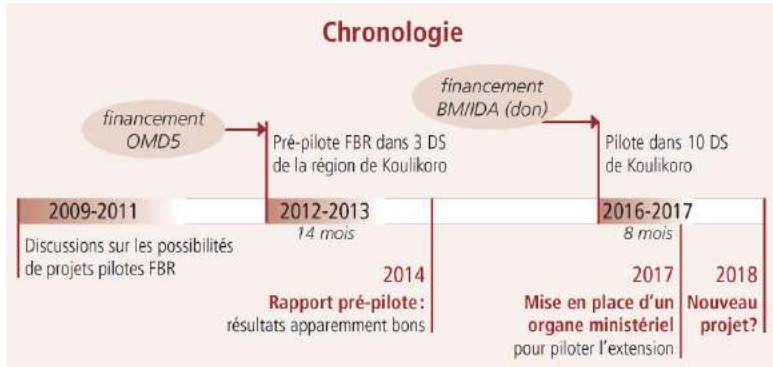 Chronologie
financement
OMD5
financement
BM/IDA (don)
Pré-pilote FBR dans 3 DS
de la région de Koulikoro
Pilote dans 10 DS
de Koulikoro
2009-2011
2012-2013
2016-2017
14 mois
8 mois
Discussions sur les possibilités
de projets pilotes FBR
2014
Rapport pré-pilote:
résultats apparemment bons
2017
Mise en place d'un
organe ministériel
pour piloter l'extension
2018
Nouveau
projet?